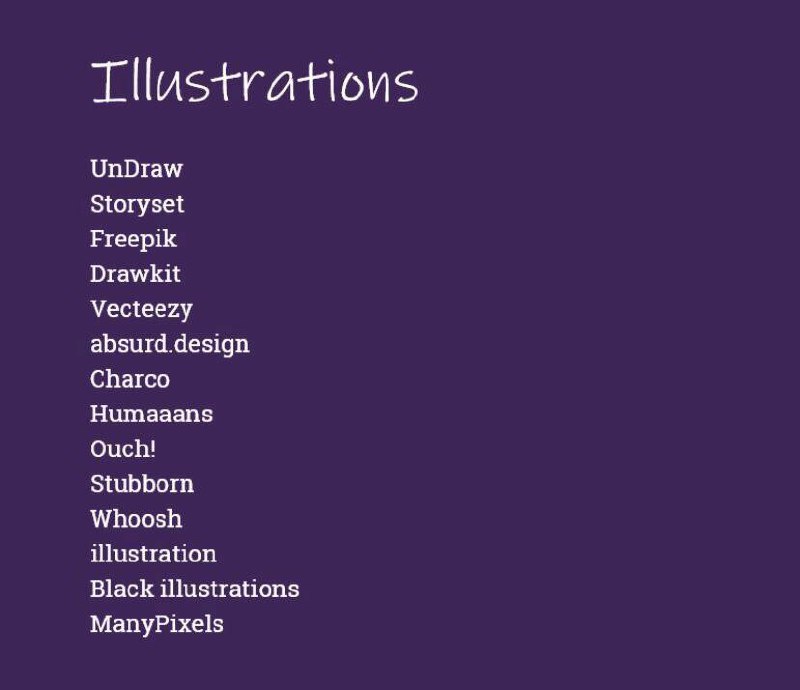 Illustrations
UnDraw
Storyset
Freepik
Drawkit
Vecteezy
absurd.design
Charco
Humaaans
Ouch!
Stubborn
Whoosh
illustration
Black illustrations
ManyPixels